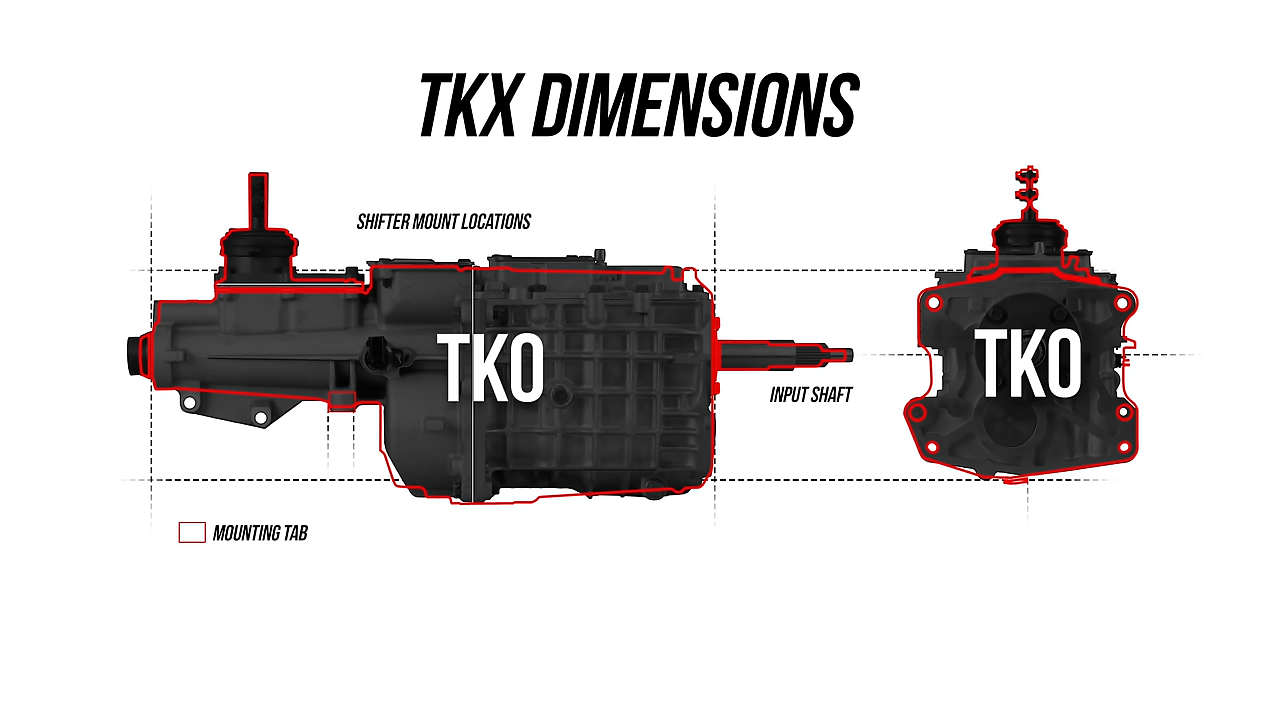 TKX DIMENSIONS
SHIFTER MOUNT LOCATIONS
TKO
TKO
INPUT SHAFT
MOUNTING TAB